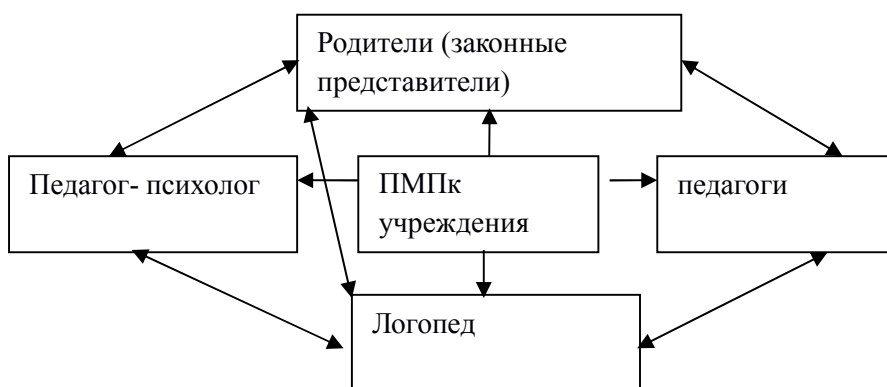 Родители (законные
представители)
Педагог- психолог
ПМПк
учреждения
педагоги
Логопед